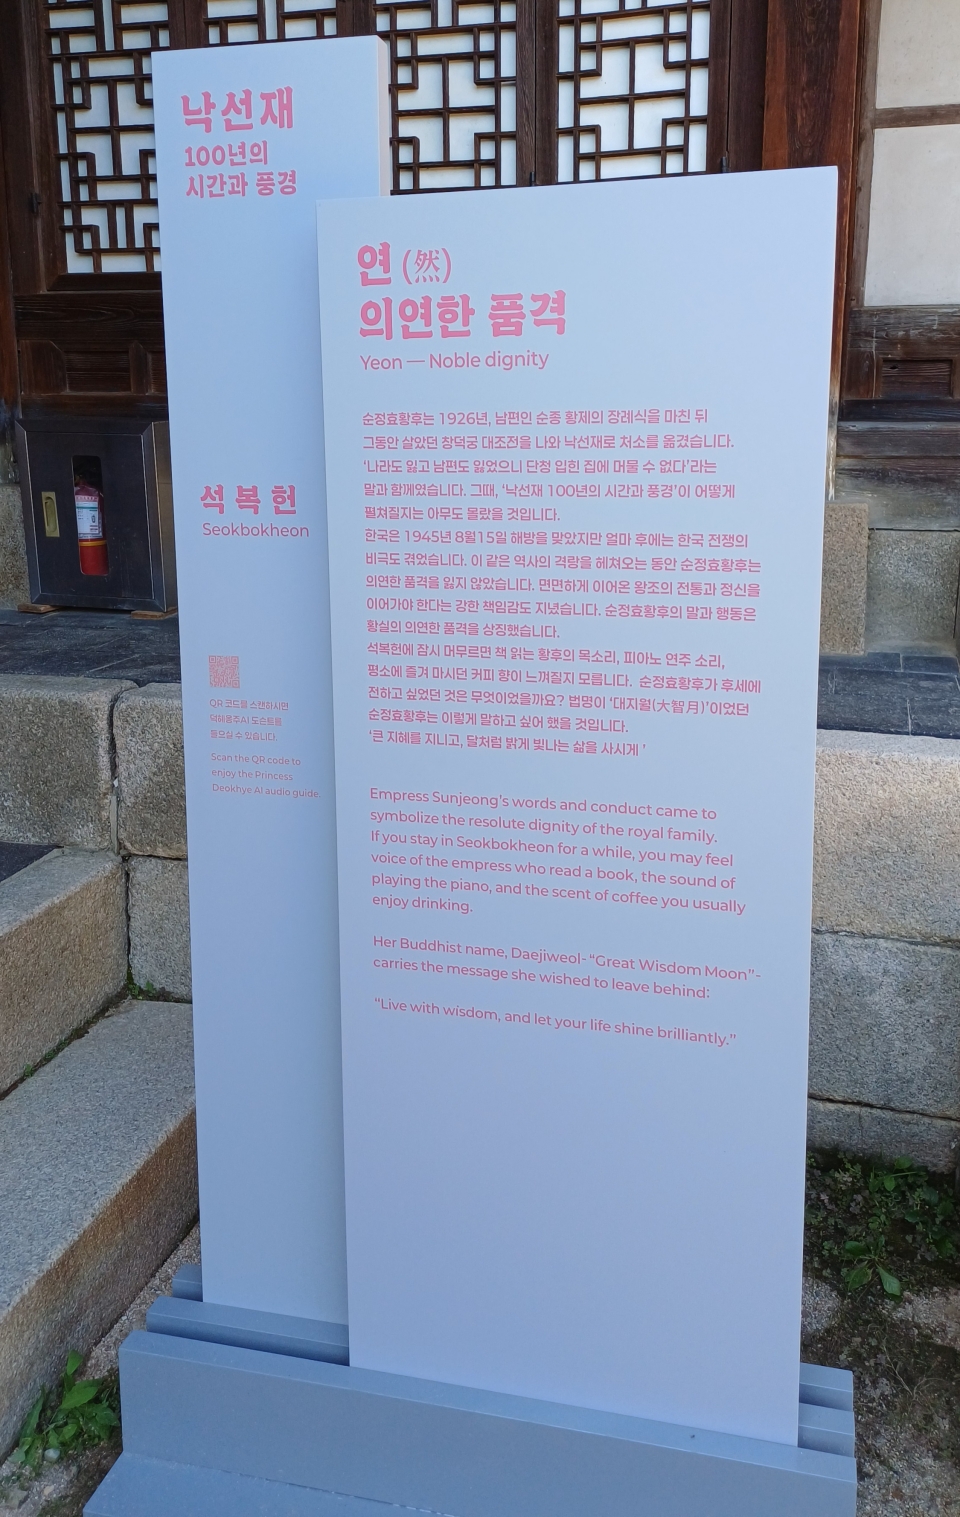 낙선재
100년의
시간과 풍경
석복헌
Seokbokheon
QR 코드를 스캔하시면
덕혜옹주AI 도슨트를
들으실 수 있습니다.
Scan the QR code to
enjoy the Princess
Deokhye AI audio guide.
연 (然)
의연한 품격
Yeon — Noble dignity
순정효황후는 1926년, 남편인 순종 황제의 장례식을 마친 뒤
그동안 살았던 창덕궁 대조전을 나와 낙선재로 처소를 옮겼습니다.
‘나라도 잃고 남편도 잃었으니 단청 입힌 집에 머물 수 없다’라는
말과 함께였습니다. 그때, ‘낙선재 100년의 시간과 풍경’이 어떻게
펼쳐질지는 아무도 몰랐을 것입니다.
한국은 1945년 8월15일 해방을 맞았지만 얼마 후에는 한국 전쟁의
비극도 겪었습니다. 이 같은 역사의 격랑을 헤쳐오는 동안 순정효황후는
의연한 품격을 잃지 않았습니다. 면면하게 이어온 왕조의 전통과 정신을
이어가야 한다는 강한 책임감도 지녔습니다. 순정효황후의 말과 행동은
황실의 의연한 품격을 상징했습니다.
석복헌에 잠시 머무르면 책 읽는 황후의 목소리, 피아노 연주 소리,
평소에 즐겨 마시던 커피 향이 느껴질지 모릅니다. 순정효황후가 후세에
전하고 싶었던 것은 무엇이었을까요? 법명이 ‘대지월(大智月)’이었던
순정효황후는 이렇게 말하고 싶어 했을 것입니다.
‘큰 지혜를 지니고, 달처럼 밝게 빛나는 삶을 사시게 ’
Empress Sunjeong’s words and conduct came to
symbolize the resolute dignity of the royal family.
If you stay in Seokbokheon for a while, you may feel
voice of the empress who read a book, the sound of
playing the piano, and the scent of coffee you usually
enjoy drinking.
Her Buddhist name, Daejiweol- “Great Wisdom Moon”-
carries the message she wished to leave behind:
“Live with wisdom, and let your life shine brilliantly.”